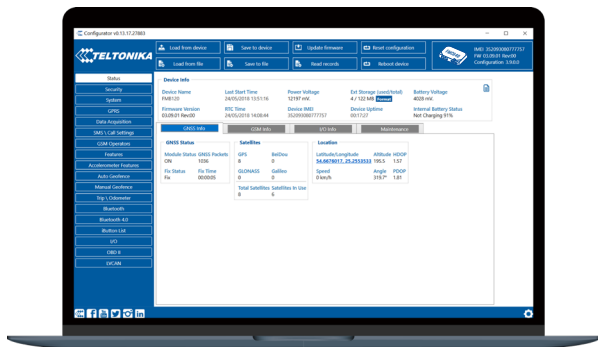 Configurator v0.13.17.27883
TELTONIKA
Load from device
Save to device
Update firmware
Reset configuration
Load from file
Save to file
Read records
Reboot device
IMEI 352093080777757
FW 03.09.01 Rev:00
Configuration 3.9.0.0
Status
Security
System
GPRS
Data Acquisition
SMS \ Call Settings
GSM Operators
Features
Accelerometer Features
Auto Geofence
Manual Geofence
Trip \ Odometer
Bluetooth
Bluetooth 4.0
iButton List
I/O
OBD II
LVCAN
Device Info
Device Name
FMB120
Last Start Time
24/05/2018 13:51:16
Power Voltage
12197 mV.
Ext Storage (used/total)
4 / 122 MB Format
Battery Voltage
4028 mV.
Firmware Version
03.09.01 Rev:00
RTC Time
24/05/2018 14:08:44
Device IMEI
352093080777757
Device Uptime
00:17:27
Internal Battery Status
Not Charging 91%
GNSS Info
GSM Info
I/O Info
Maintenance
GNSS Status
Module Status
ON
GNSS Packets
1036
Fix Status
Fix
Fix Time
00:00:05
Satellites
GPS
8
BeiDou
0
GLONASS
0
Galileo
0
Total Satellites
8
Satellites In Use
6
Location
Latitude/Longitude
54.6676017, 25.2553533
Altitude
195.5
HDOP
1.57
Speed
0 km/h
Angle
319.7°
PDOP
1.81